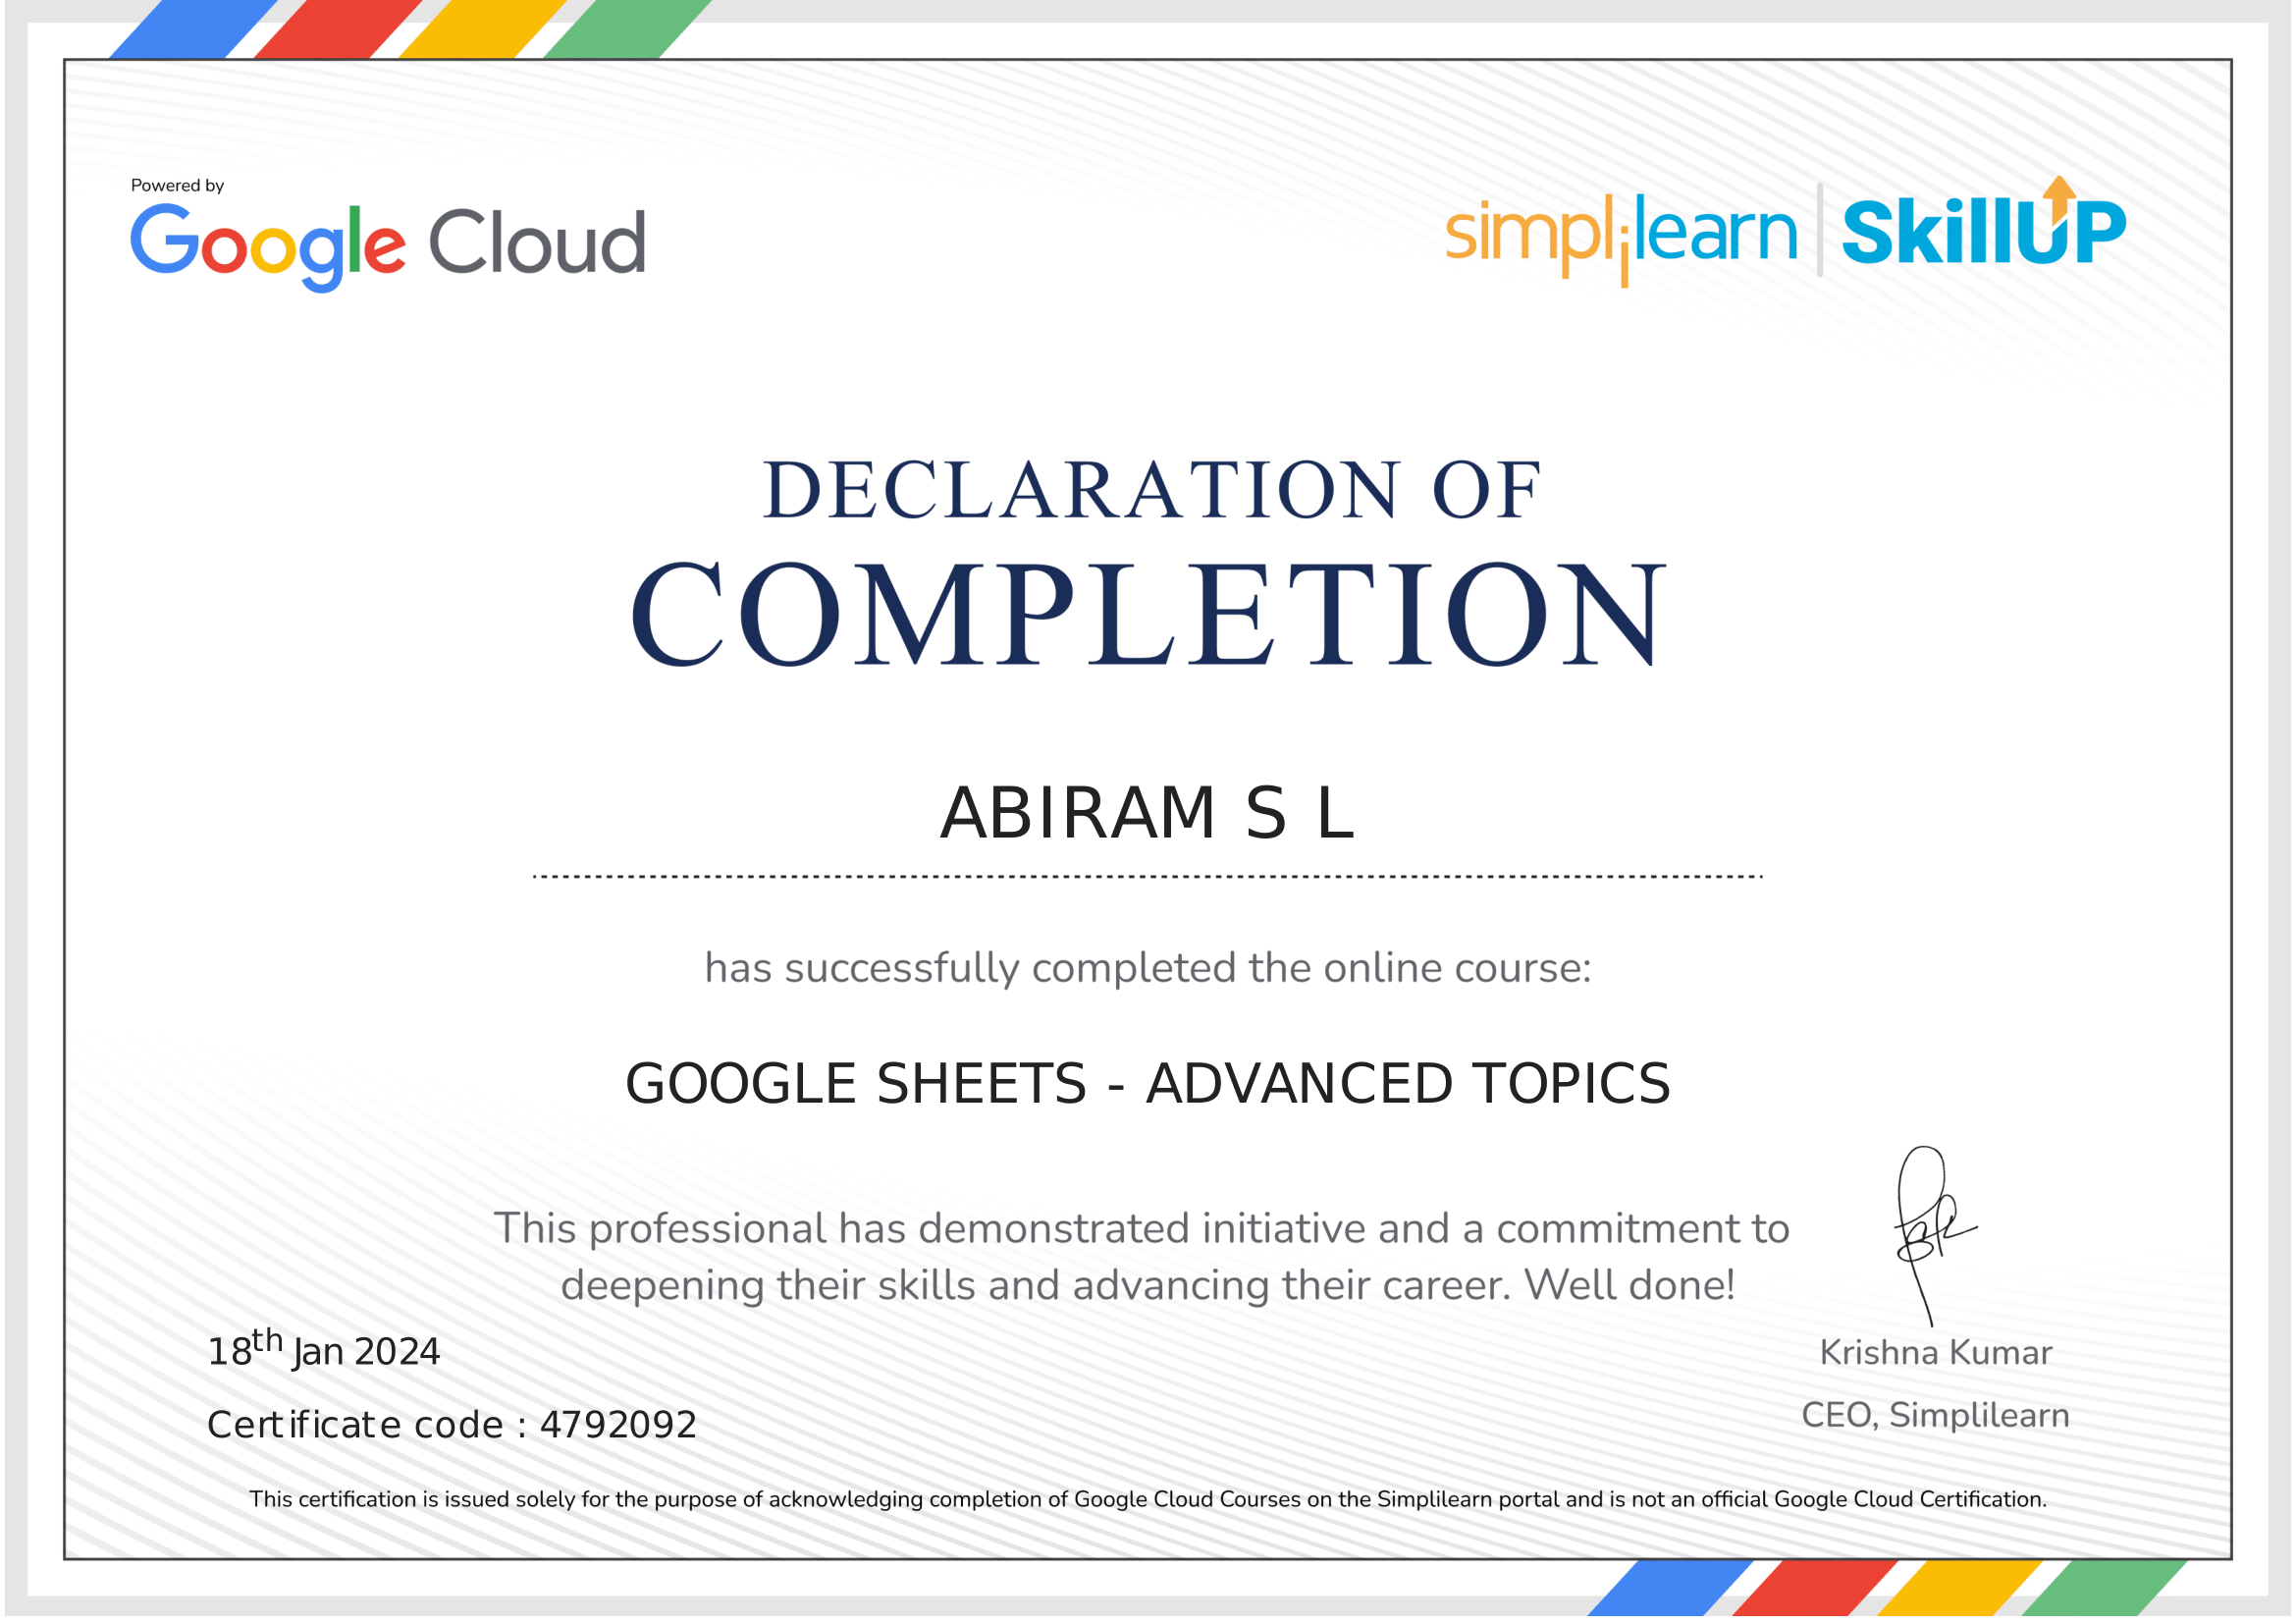 Powered by
Google Cloud
simplilearn | SkillUP
DECLARATION OF
COMPLETION
ABIRAM S L
has successfully completed the online course:
GOOGLE SHEETS - ADVANCED TOPICS
This professional has demonstrated initiative and a commitment to
deepening their skills and advancing their career. Well done!
18th Jan 2024
Certificate code : 4792092
Krishna Kumar
CEO, Simplilearn
This certification is issued solely for the purpose of acknowledging completion of Google Cloud Courses on the Simplilearn portal and is not an official Google Cloud Certification.